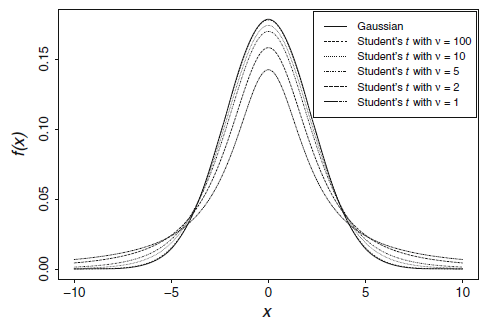 Gaussian
Student's t with ν = 100
Student's t with ν = 10
Student's t with ν = 5
Student's t with ν = 2
Student's t with ν = 1
f(x)
0.15
0.10
0.05
0.00
−10 −5 0 5 10
x